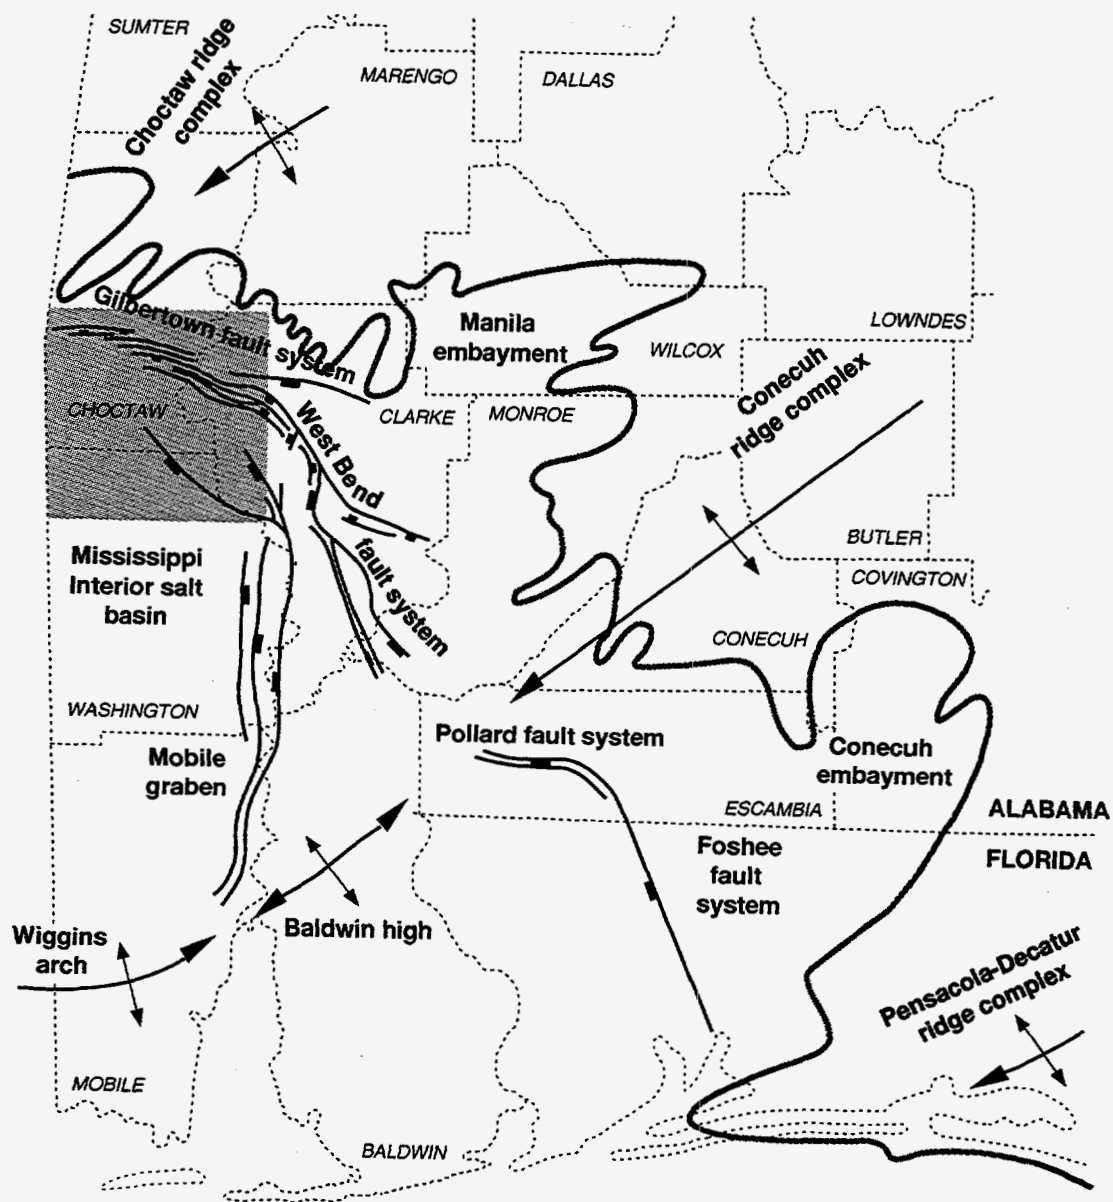 SUMTER
Choctaw ridge
complex
MARENGO
DALLAS
Gilbertown fault system
Manila
embayment
LOWNDES
WILCOX
Conecuh
ridge complex
CHOCTAW
CLARKE
MONROE
West Bend
fault system
BUTLER
COVINGTON
Mississippi
Interior salt
basin
CONECUH
WASHINGTON
Mobile
graben
Pollard fault system
Conecuh
embayment
ESCAMBIA
ALABAMA
FLORIDA
Foshee
fault
system
Wiggins
arch
Baldwin high
Pensacola-Decatur
ridge complex
MOBILE
BALDWIN